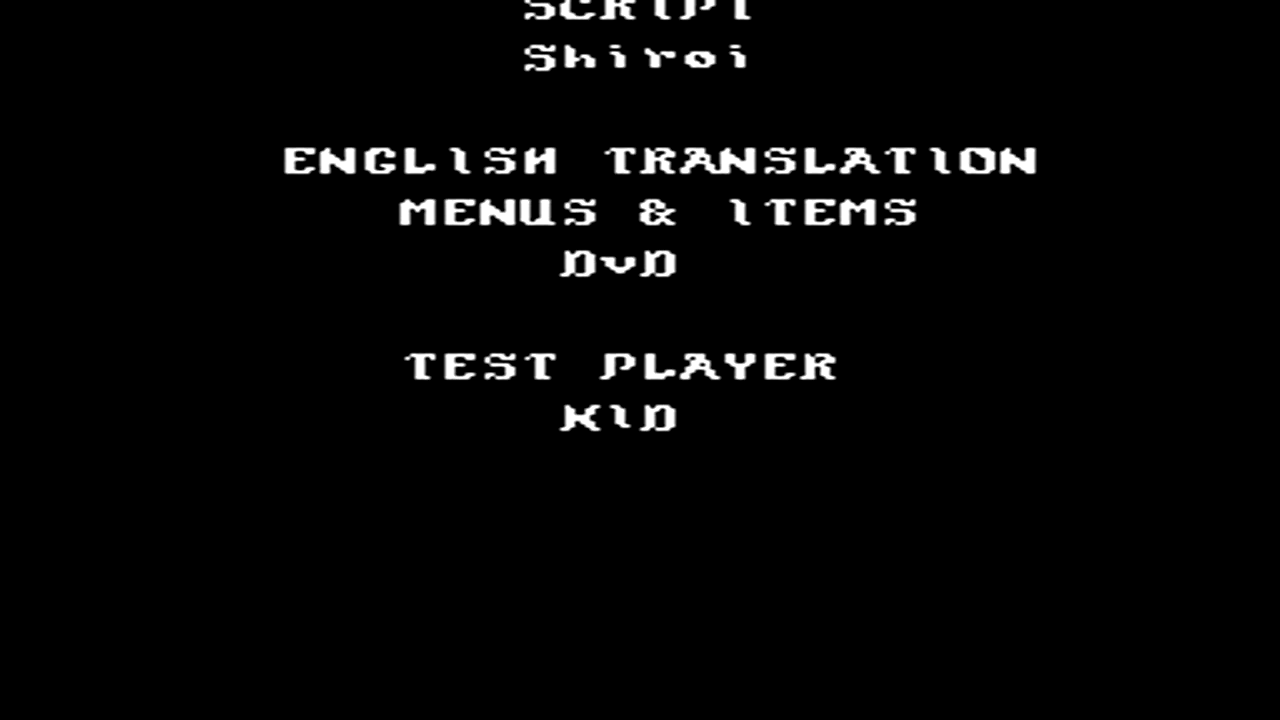 SCRIPT
Shiroi
ENGLISH TRANSLATION
MENUS & ITEMS
DvD
TEST PLAYER
KID